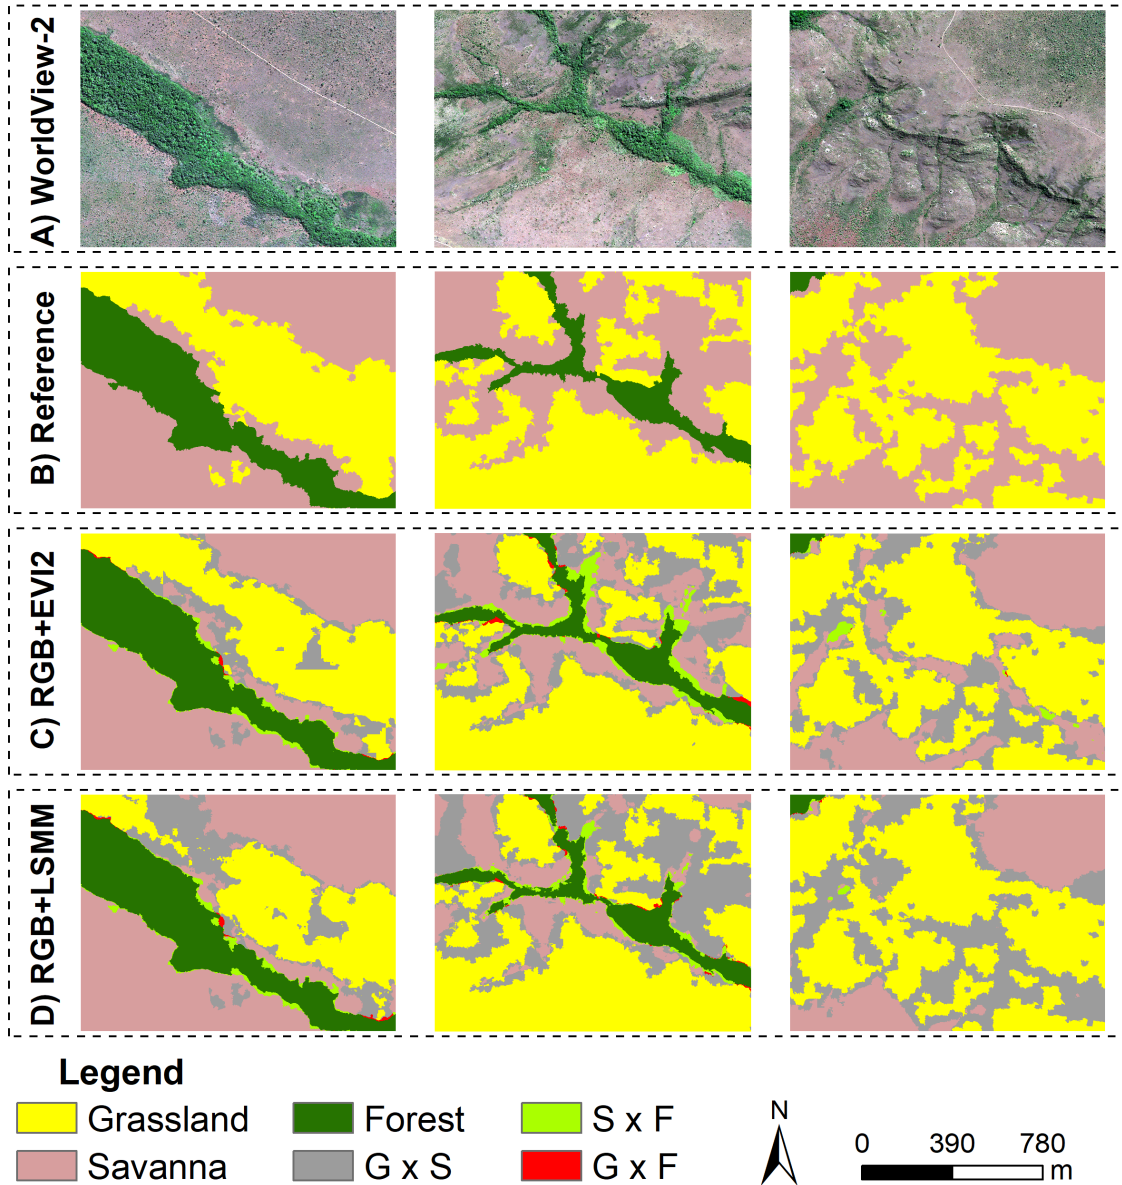 A) WorldView-2
B) Reference
C) RGB+EVI2
D) RGB+LSMM
Legend
Grassland
Forest
S x F
Savanna
G x S
G x F
N
0 390 780
m